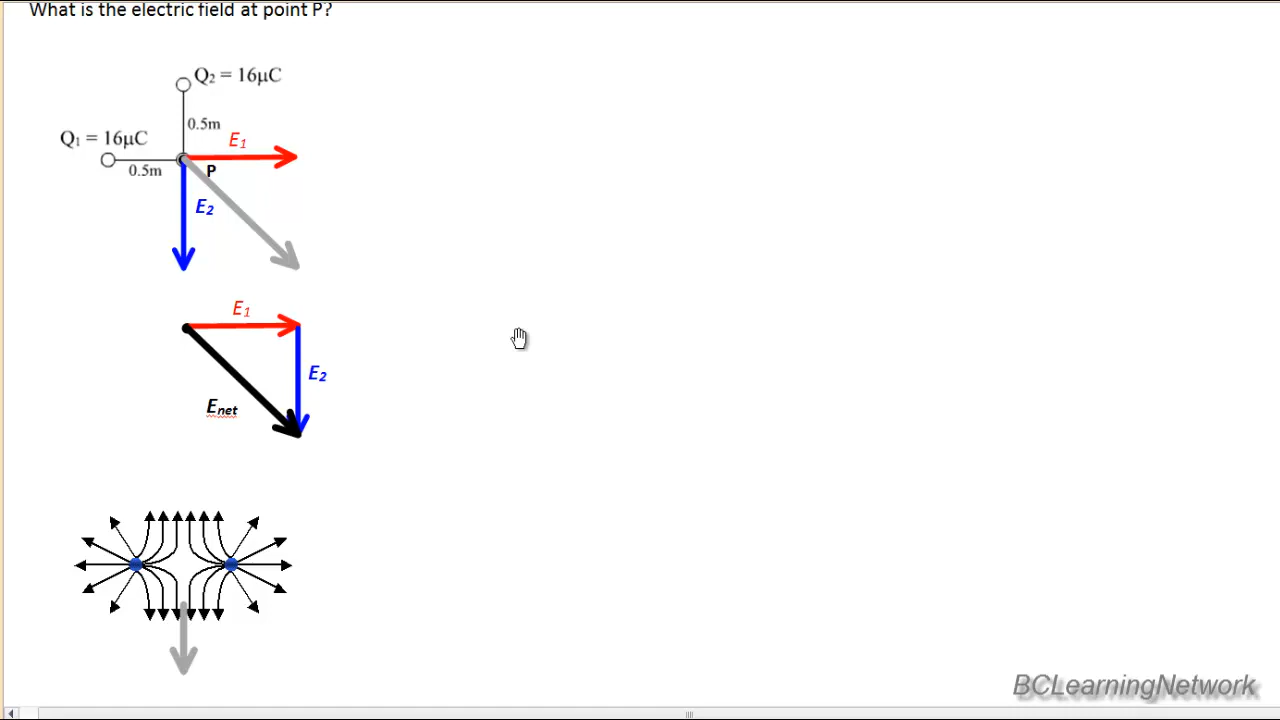 What is the electric field at point P?
Q₂ = 16μC
0.5m
Q₁ = 16μC
E₁
0.5m
P
E₂
E₁
E₂
Enet
BCLearningNetwork